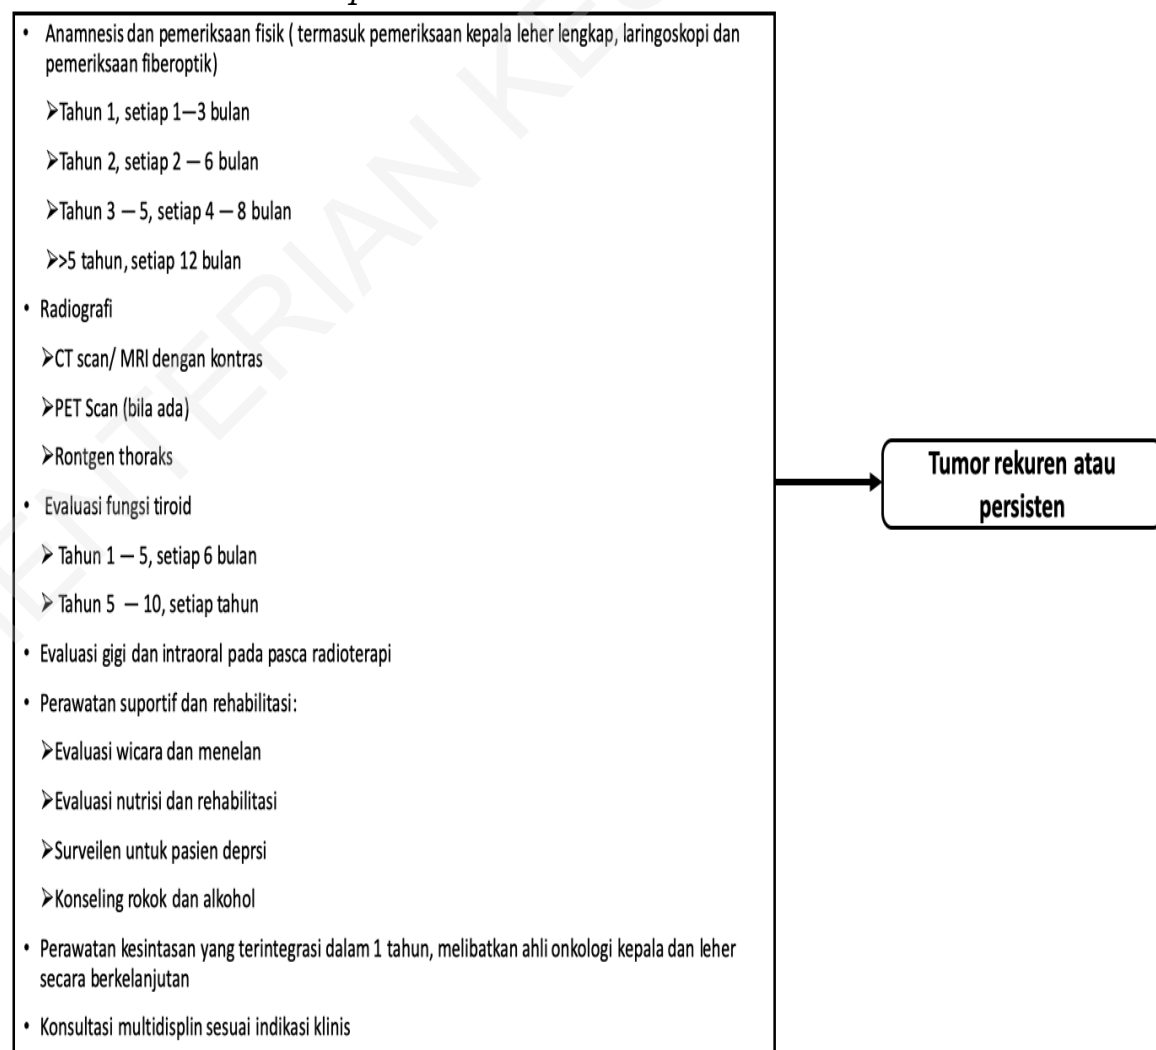 • Anamnesis dan pemeriksaan fisik ( termasuk pemeriksaan kepala leher lengkap, laringoskopi dan
pemeriksaan fiberoptik)
➢Tahun 1, setiap 1—3 bulan
➢Tahun 2, setiap 2 — 6 bulan
➢Tahun 3 — 5, setiap 4 — 8 bulan
➢>5 tahun, setiap 12 bulan
• Radiografi
➢CT scan/ MRI dengan kontras
➢PET Scan (bila ada)
➢Rontgen thoraks
• Evaluasi fungsi tiroid
➢ Tahun 1 — 5, setiap 6 bulan
➢ Tahun 5 — 10, setiap tahun
• Evaluasi gigi dan intraoral pada pasca radioterapi
• Perawatan suportif dan rehabilitasi:
➢Evaluasi wicara dan menelan
➢Evaluasi nutrisi dan rehabilitasi
➢Surveilen untuk pasien deprsi
➢Konseling rokok dan alkohol
• Perawatan kesintasan yang terintegrasi dalam 1 tahun, melibatkan ahli onkologi kepala dan leher
secara berkelanjutan
• Konsultasi multidisplin sesuai indikasi klinis
Tumor rekuren atau
persisten